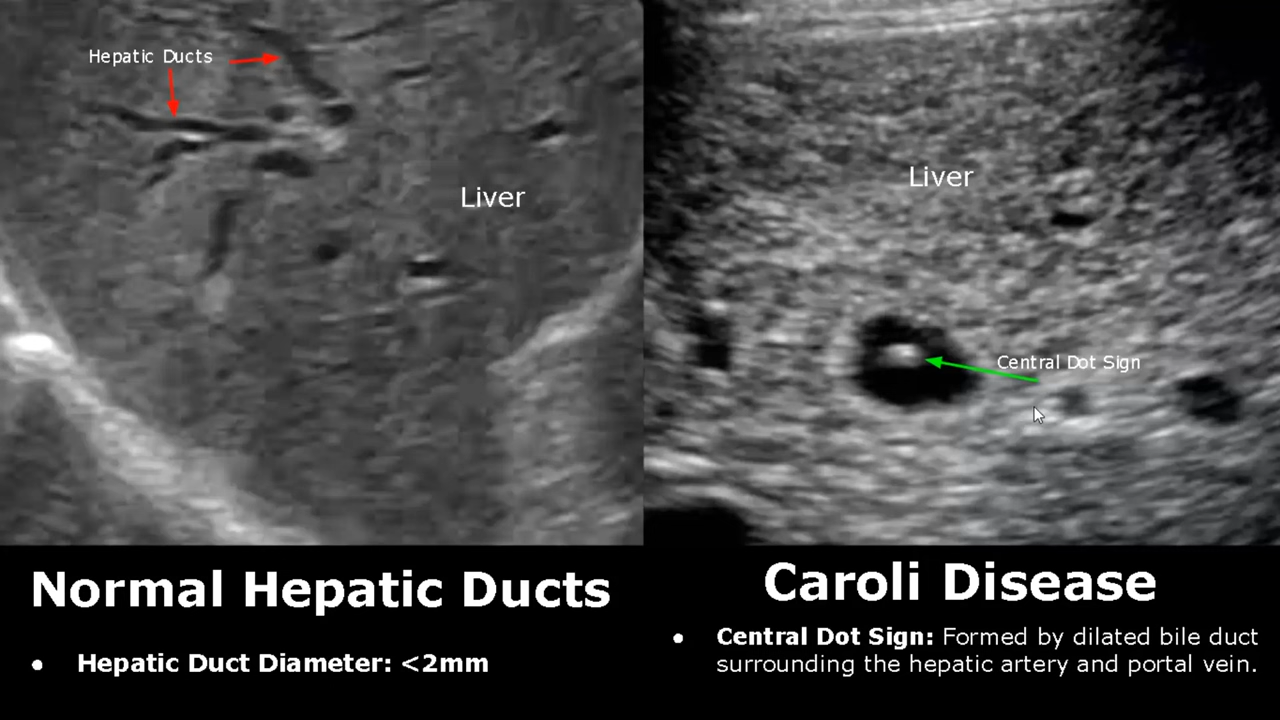 Hepatic Ducts
Liver
Normal Hepatic Ducts
• Hepatic Duct Diameter: <2mm
Liver
Central Dot Sign
Caroli Disease
• Central Dot Sign: Formed by dilated bile duct
surrounding the hepatic artery and portal vein.